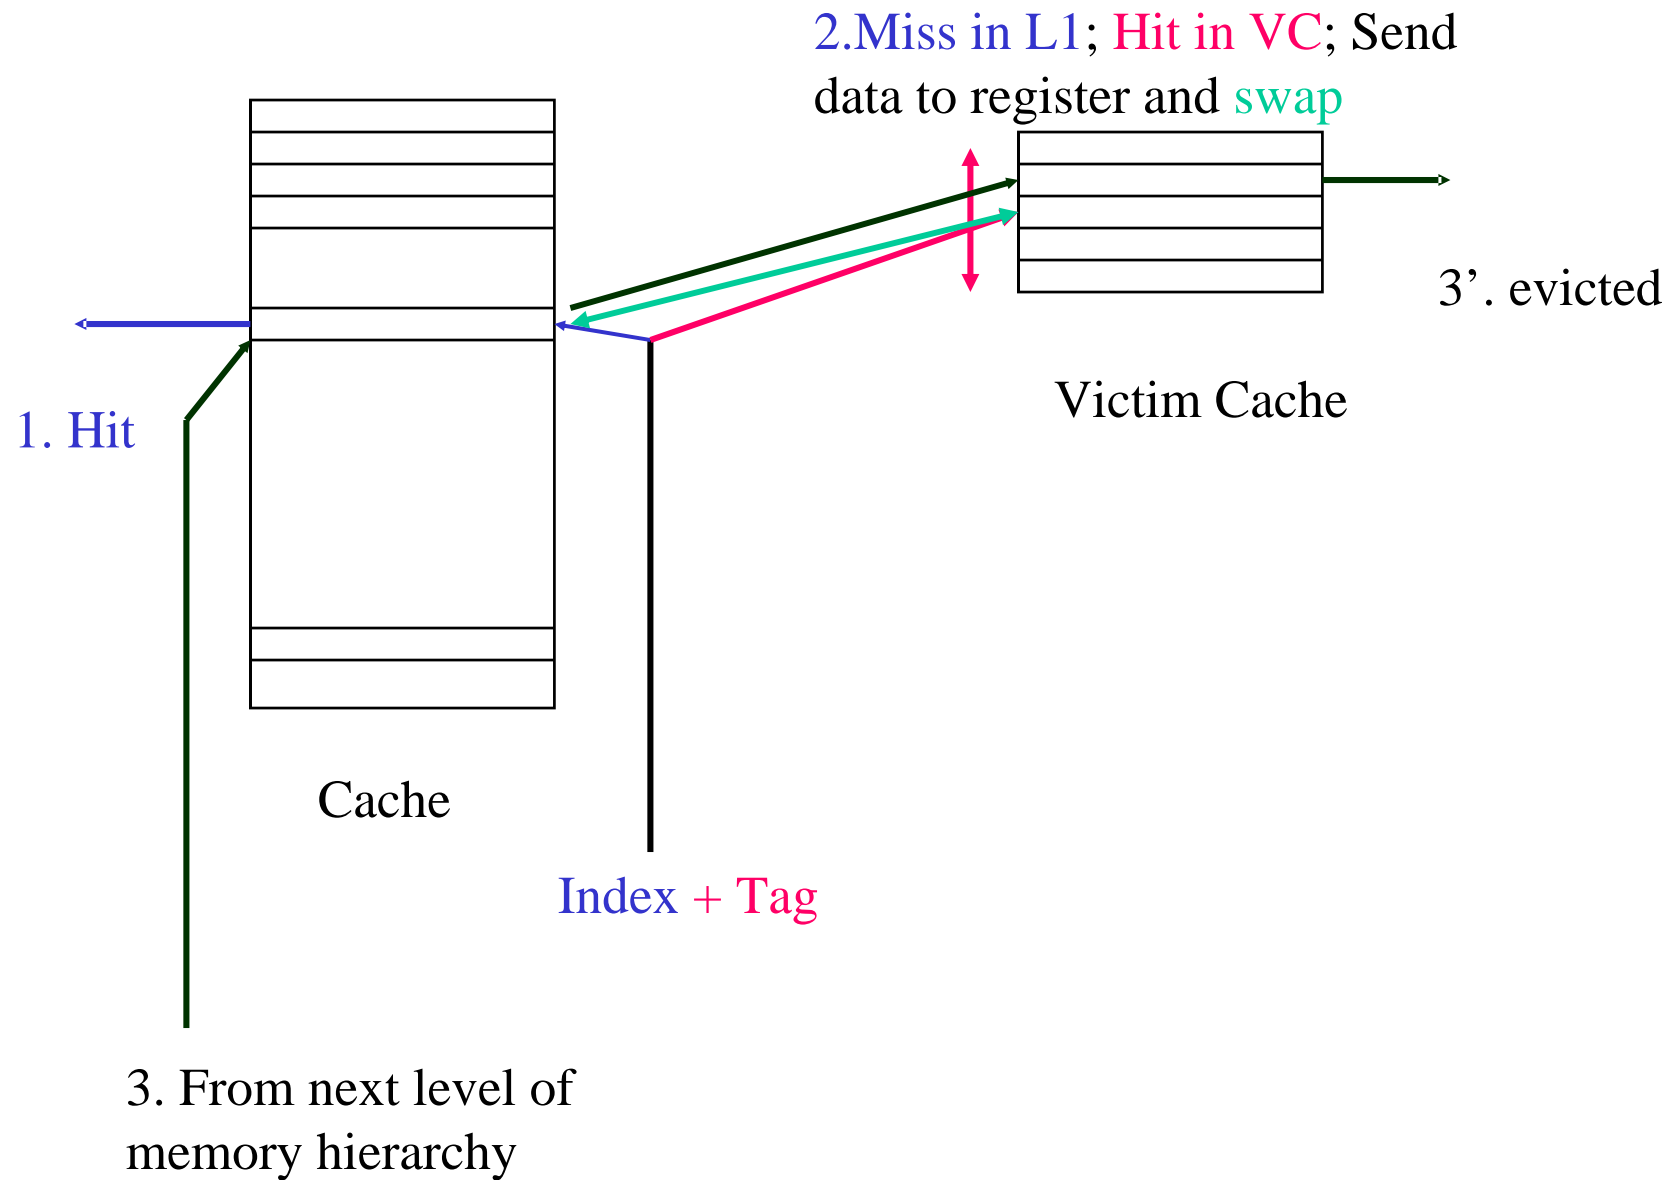 2.Miss in L1; Hit in VC; Send
data to register and swap
3’. evicted
Victim Cache
1. Hit
Cache
Index + Tag
3. From next level of
memory hierarchy